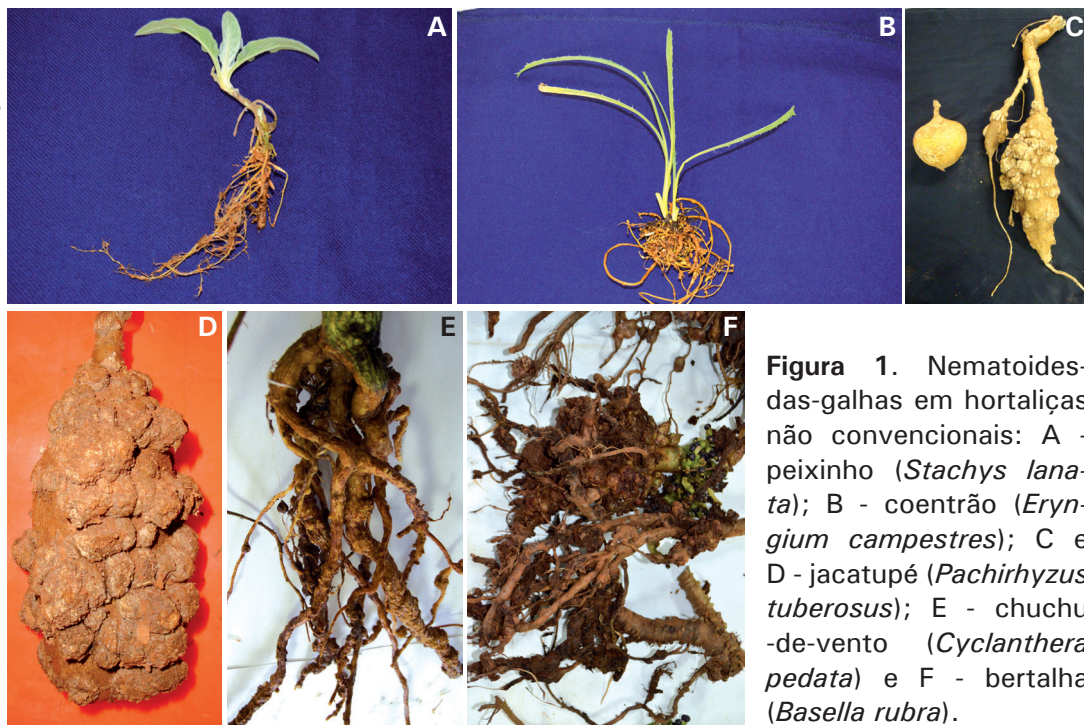 A
B
C
D
E
F
Figura 1. Nematoides-
das-galhas em hortaliças
não convencionais: A -
peixinho (Stachys lana-
ta); B - coentrão (Eryn-
gium campestres); C e
D - jacatupé (Pachirhyzus
tuberosus); E - chuchu
-de-vento (Cyclanthera
pedata) e F - bertalha
(Basella rubra).